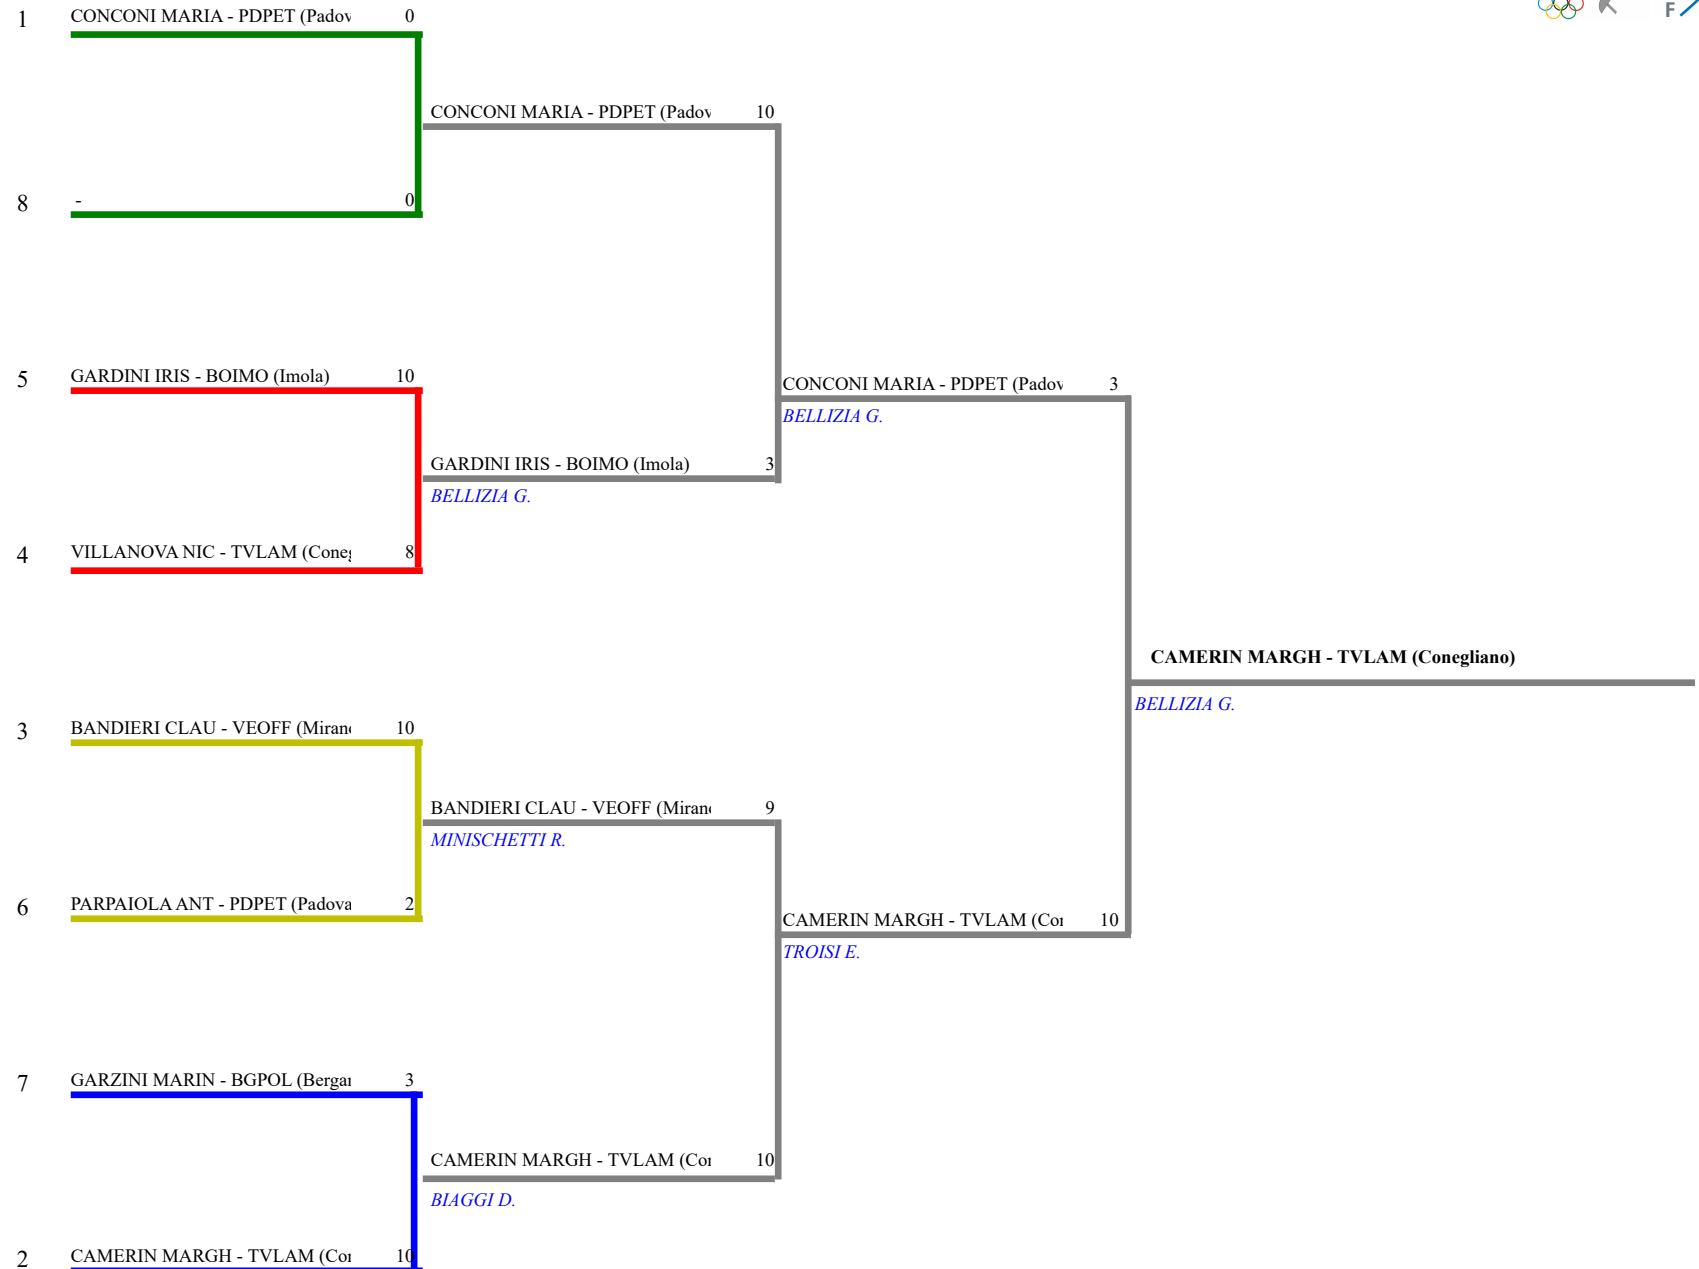 1 CONCONI MARIA - PDPET (Padov 0
CONCONI MARIA - PDPET (Padov 10
8 - 0
5 GARDINI IRIS - BOIMO (Imola) 10
CONCONI MARIA - PDPET (Padov 3
BELLIZIA G.
GARDINI IRIS - BOIMO (Imola) 3
BELLIZIA G.
4 VILLANOVA NIC - TVLAM (Coneg 8
CAMERIN MARGH - TVLAM (Conegliano)
BELLIZIA G.
3 BANDIERI CLAU - VEOFF (Miran 10
BANDIERI CLAU - VEOFF (Miran 9
MINISCHETTI R.
6 PARPAIOLA ANT - PDPET (Padova 2
CAMERIN MARGH - TVLAM (Co 10
TROISI E.
7 GARZINI MARIN - BGPOL (Berga 3
CAMERIN MARGH - TVLAM (Co 10
BIAGGI D.
2 CAMERIN MARGH - TVLAM (Co 10
F